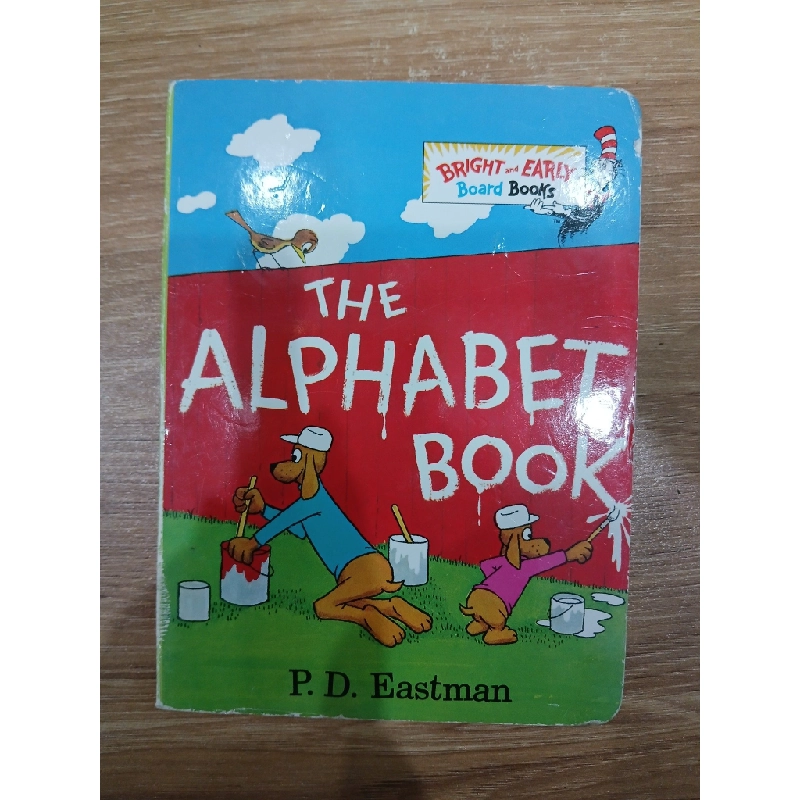 BRIGHT and EARLY
Board Books
THE
ALPHABET
BOOK
P. D. Eastman